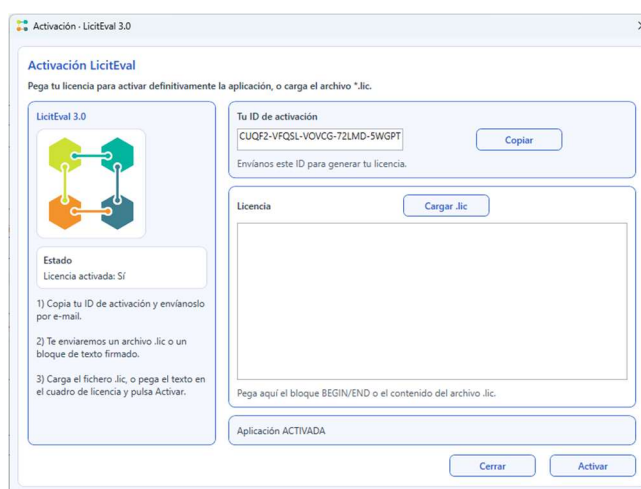 Activación - LicitEval 3.0
Activación LicitEval
Pega tu licencia para activar definitivamente la aplicación, o carga el archivo *.lic.
LicitEval 3.0
Estado
Licencia activada: Sí
1) Copia tu ID de activación y envíanoslo
por e-mail.
2) Te enviaremos un archivo .lic o un
bloque de texto firmado.
3) Carga el fichero .lic, o pega el texto en
el cuadro de licencia y pulsa Activar.
Tu ID de activación
CUQF2-VFQSL-VOVCG-72LMD-5WGPT
Copiar
Envíanos este ID para generar tu licencia.
Licencia
Cargar .lic
Pega aquí el bloque BEGIN/END o el contenido del archivo .lic.
Aplicación ACTIVADA
Cerrar
Activar